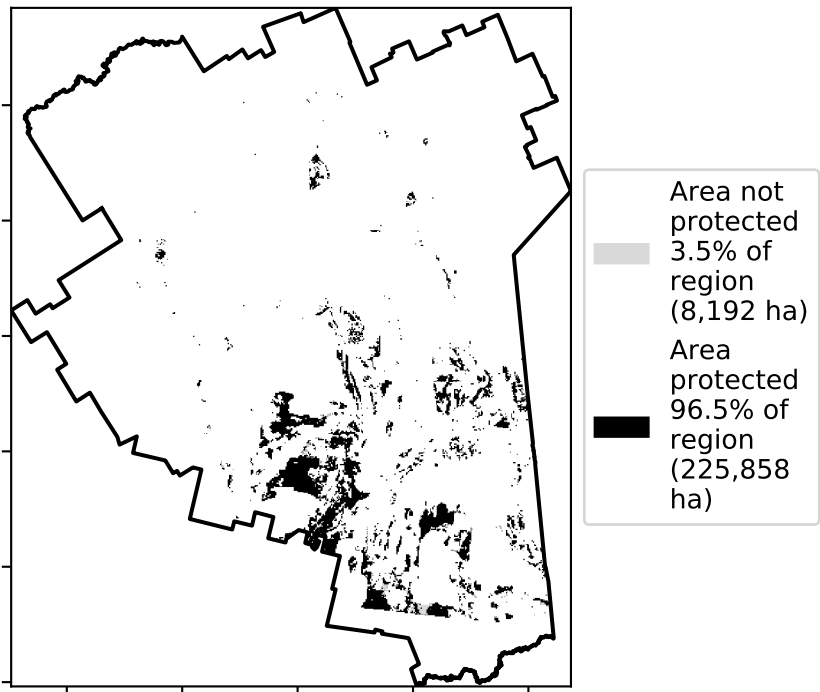 Area not
protected
3.5% of
region
(8,192 ha)
Area
protected
96.5% of
region
(225,858
ha)